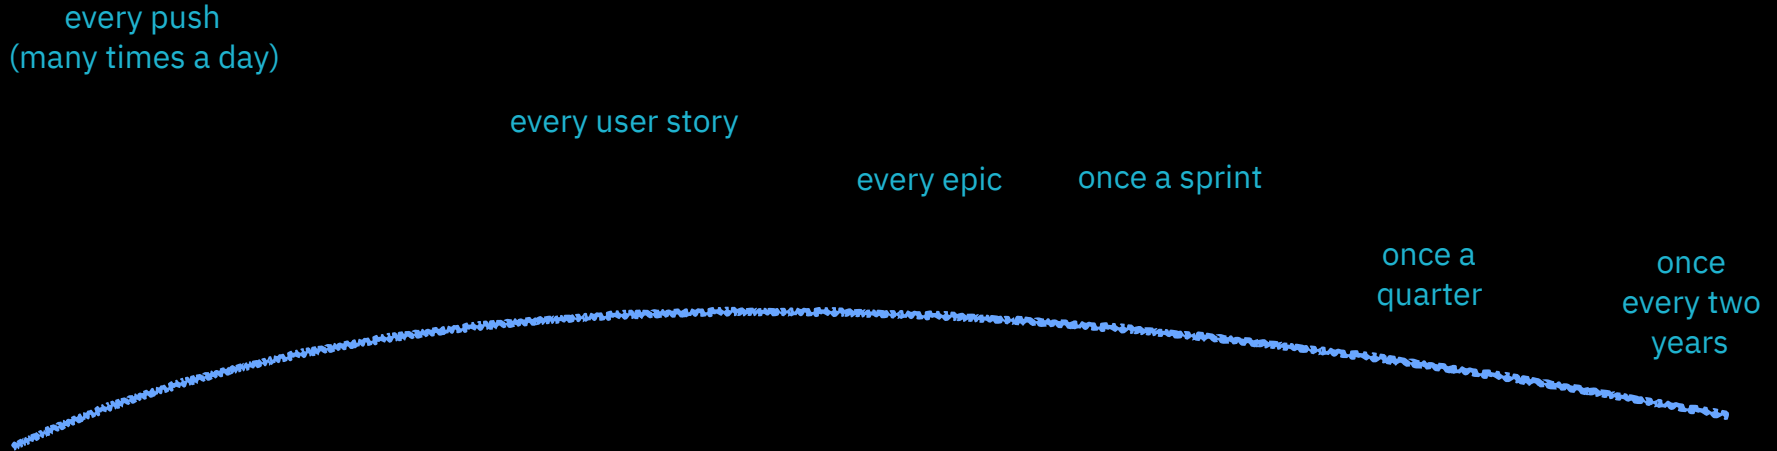 every push
(many times a day)
every user story
every epic
once a sprint
once a
quarter
once
every two
years